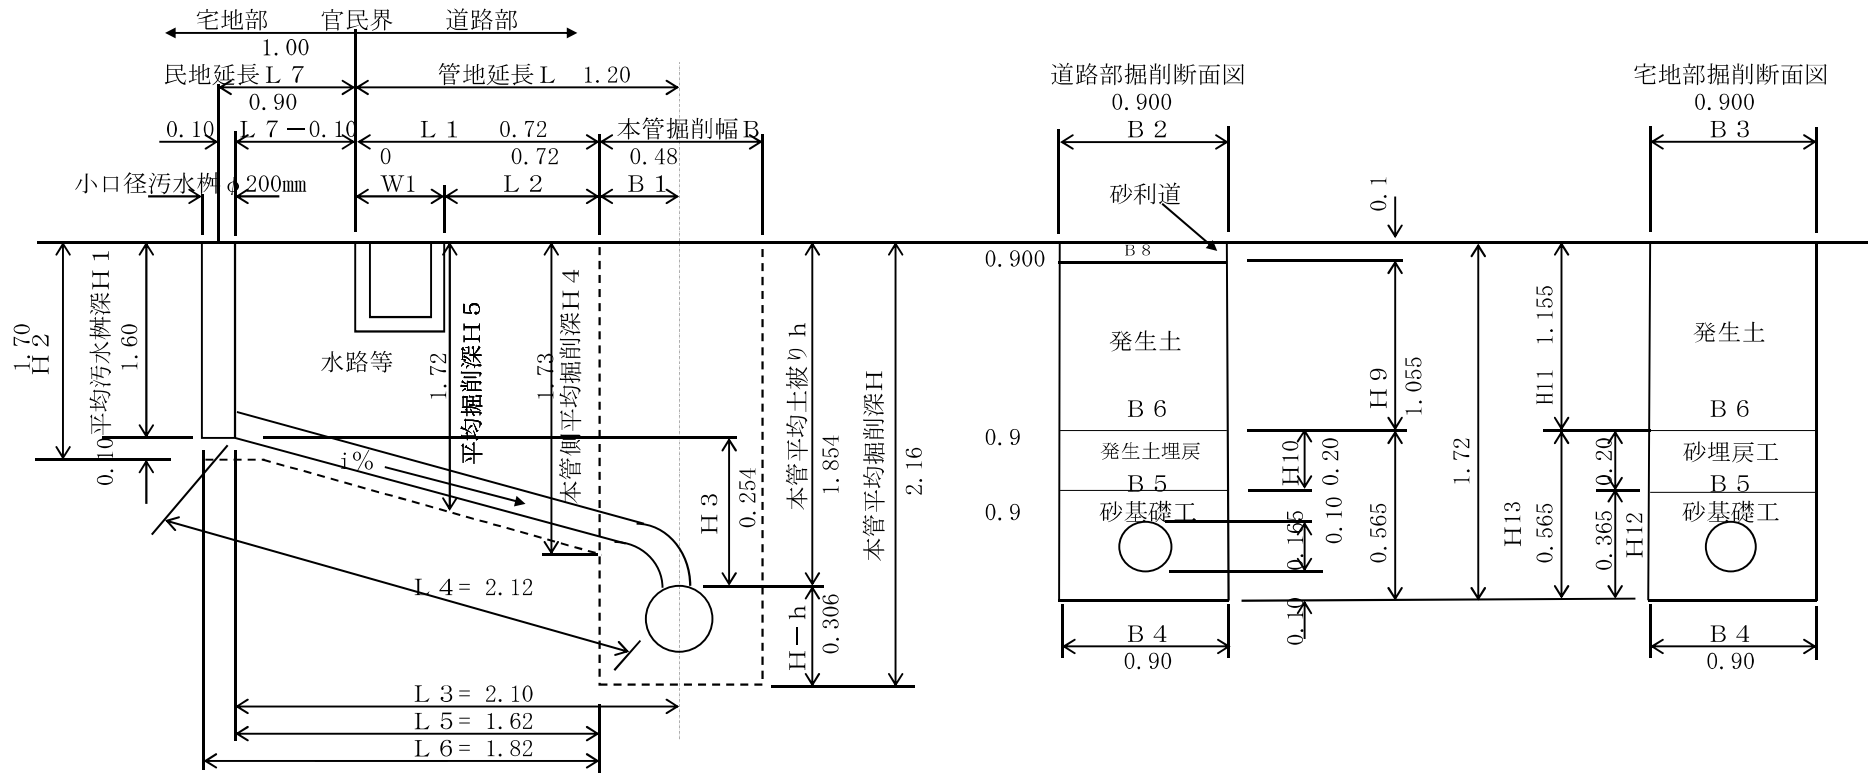 宅地部　官民界　道路部
1.00
民地延長Ｌ７　管地延長Ｌ　1.20
0.90
0.10　Ｌ７－0.10　Ｌ１　0.72　本管掘削幅Ｂ
0　0.72　0.48
小口径汚水桝φ200mm　W1　Ｌ２　Ｂ１
1.70
Ｈ２
0.10
平均汚水桝深Ｈ１
1.60
水路等
i%
1.72
平均掘削深Ｈ５
1.73
本管側平均掘削深Ｈ４
Ｈ３
0.254
本管平均土被りｈ
1.854
Ｈ－ｈ
0.306
本管平均掘削深Ｈ
2.16
Ｌ４= 2.12
Ｌ３= 2.10
Ｌ５= 1.62
Ｌ６= 1.82
道路部掘削断面図
0.900
Ｂ２
砂利道
0.1
0.900
Ｂ８
発生土
Ｂ６
0.9
発生土埋戻
Ｂ５
0.9
砂基礎工
Ｂ４
0.90
Ｈ９
1.055
Ｈ10
0.20
0.165
0.10
0.10
0.565
1.72
Ｈ11　1.155
Ｈ13
0.565
0.20
0.365
Ｈ12
宅地部掘削断面図
0.900
Ｂ３
発生土
Ｂ６
砂埋戻工
Ｂ５
砂基礎工
Ｂ４
0.90